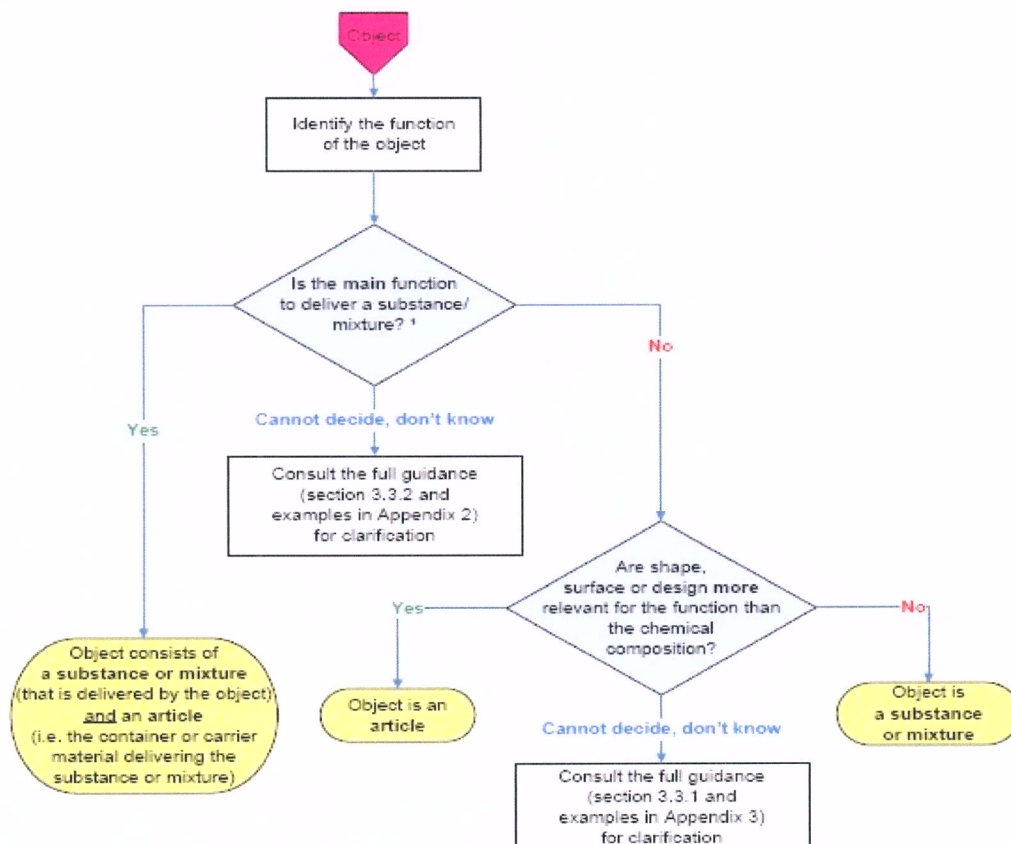 Object
Identify the function
of the object
Is the main function
to deliver a substance/
mixture? ¹
No
Cannot decide, don't know
Yes
Consult the full guidance
(section 3.3.2 and
examples in Appendix 2)
for clarification
Are shape,
surface or design more
relevant for the function than
the chemical
composition?
Yes
No
Object consists of
a substance or mixture
(that is delivered by the object)
and an article
(i.e. the container or carrier
material delivering the
substance or mixture)
Object is an
article
Object is
a substance
or mixture
Cannot decide, don't know
Consult the full guidance
(section 3.3.1 and
examples in Appendix 3)
for clarification